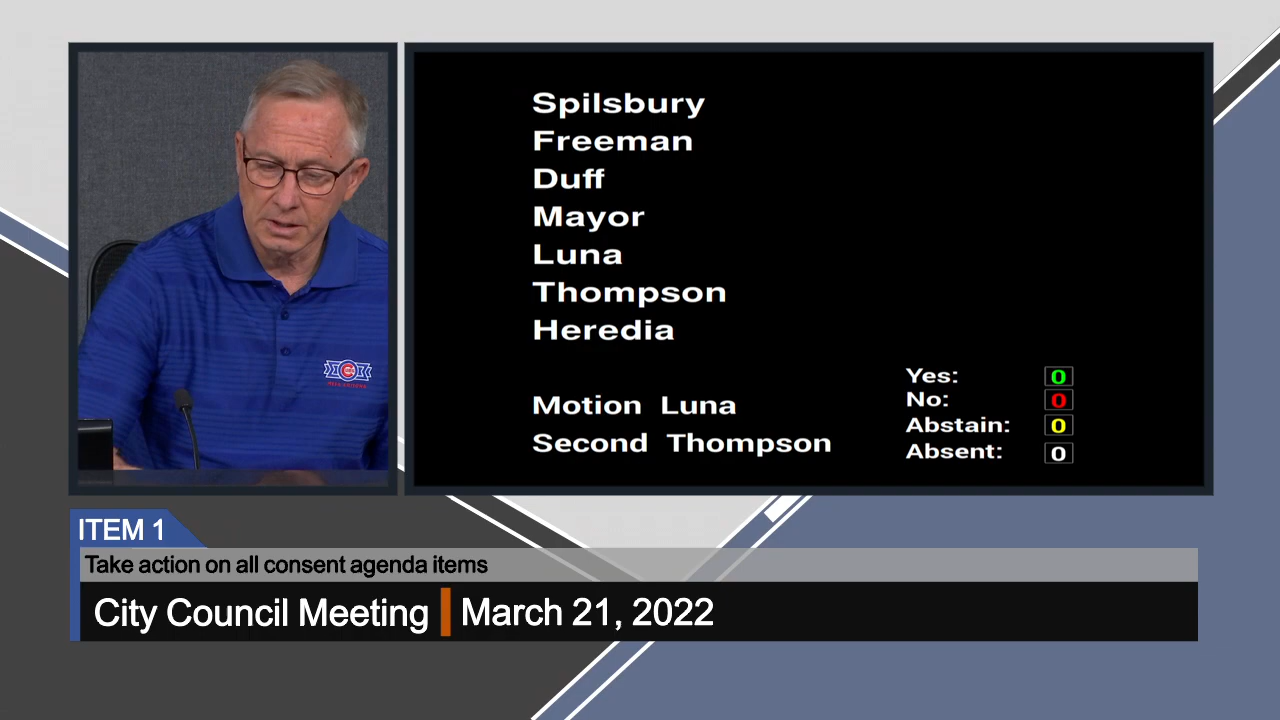 Spilsbury
Freeman
Duff
Mayor
Luna
Thompson
Heredia
Motion Luna
Second Thompson
Yes: 0
No: 0
Abstain: 0
Absent: 0
ITEM 1
Take action on all consent agenda items
City Council Meeting March 21, 2022